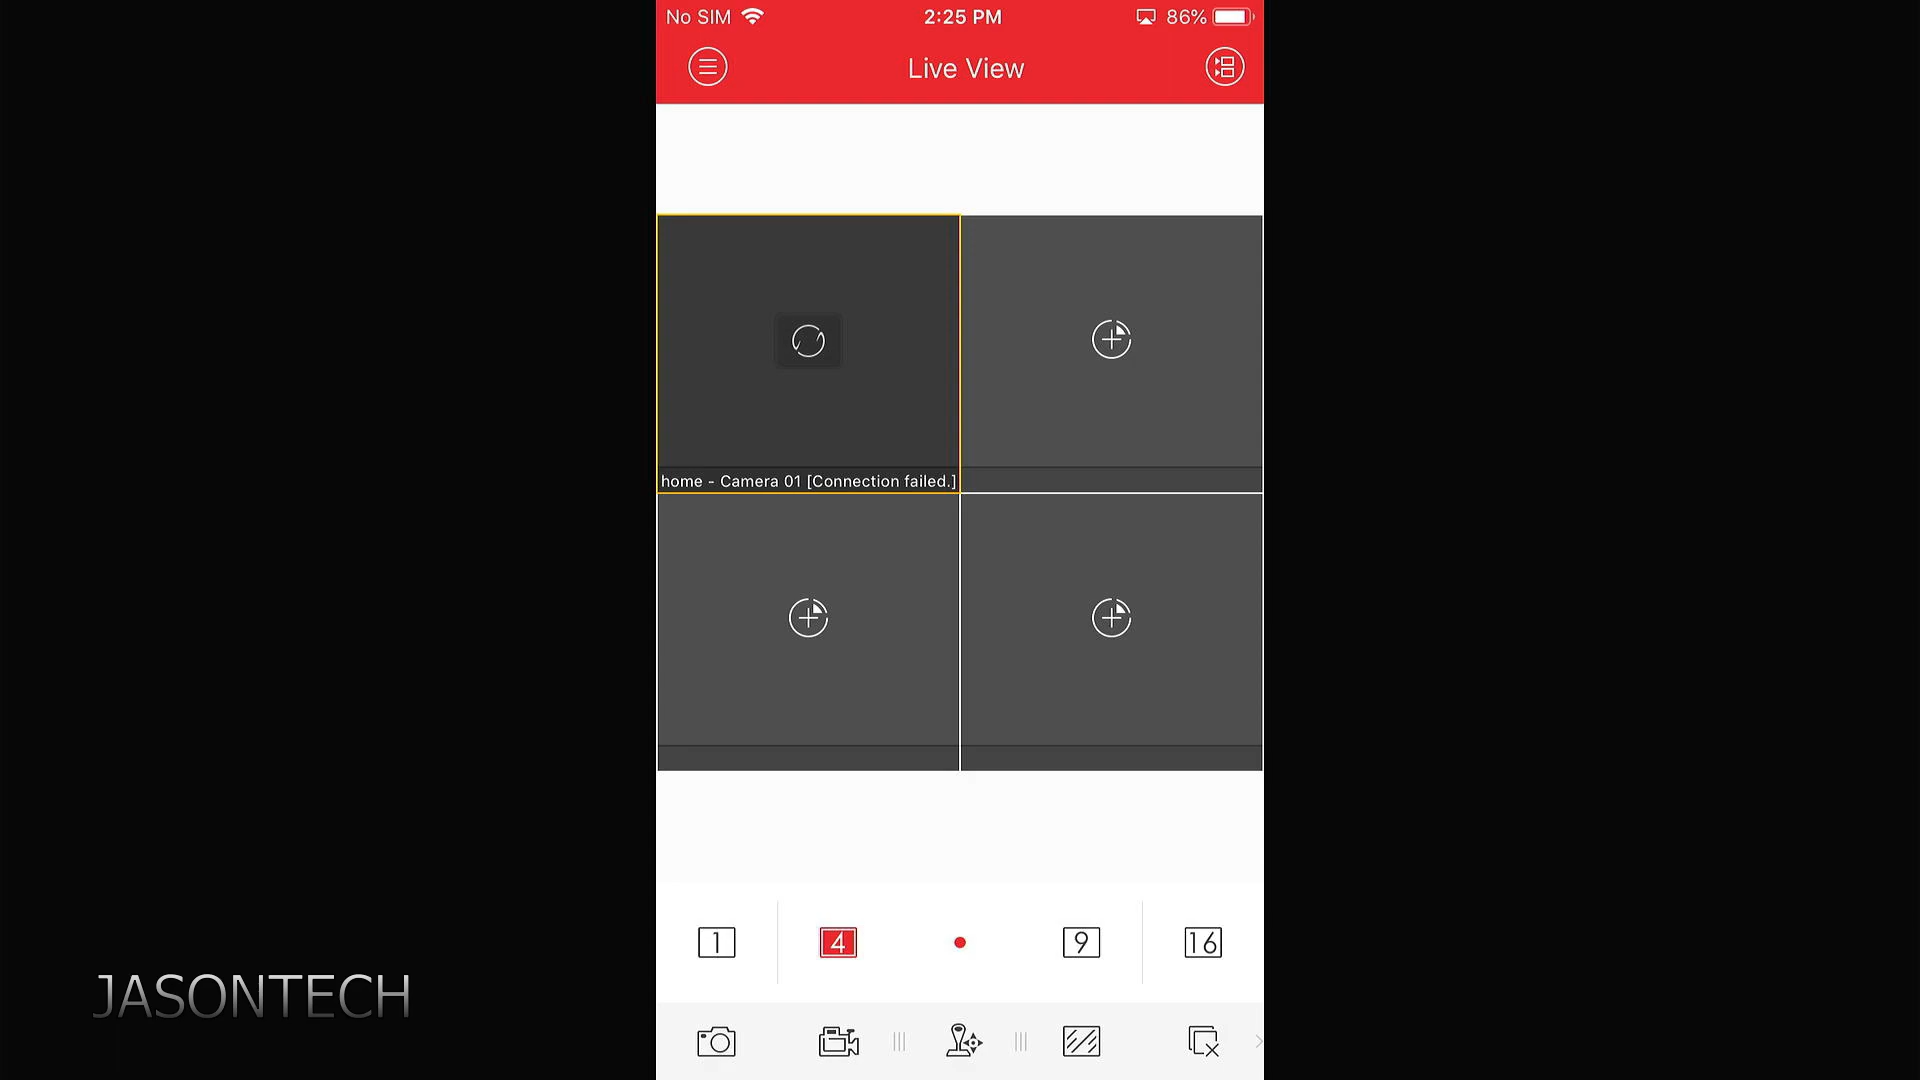 No SIM 2:25 PM 86%
Live View
home - Camera 01 [Connection failed.]
1 4 9 16
JASONTECH